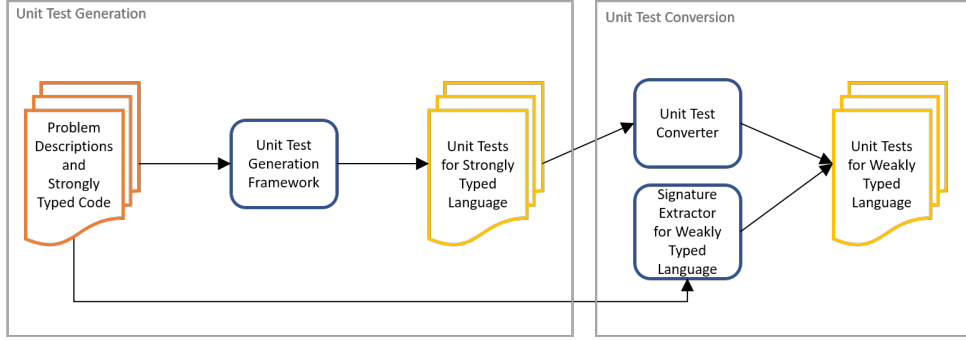 Unit Test Generation
Unit Test Conversion
Problem
Descriptions
and
Strongly
Typed Code
Unit Test
Generation
Framework
Unit Tests
for Strongly
Typed
Language
Unit Test
Converter
Signature
Extractor
for Weakly
Typed
Language
Unit Tests
for Weakly
Typed
Language